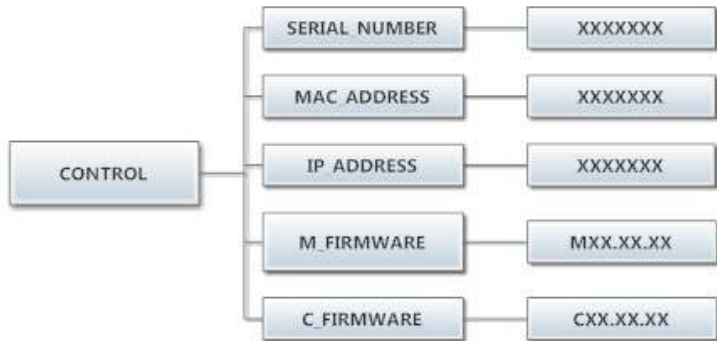 SERIAL_NUMBER XXXXXXX
MAC_ADDRESS XXXXXXX
CONTROL
IP_ADDRESS XXXXXXX
M_FIRMWARE MXX.XX.XX
C_FIRMWARE CXX.XX.XX